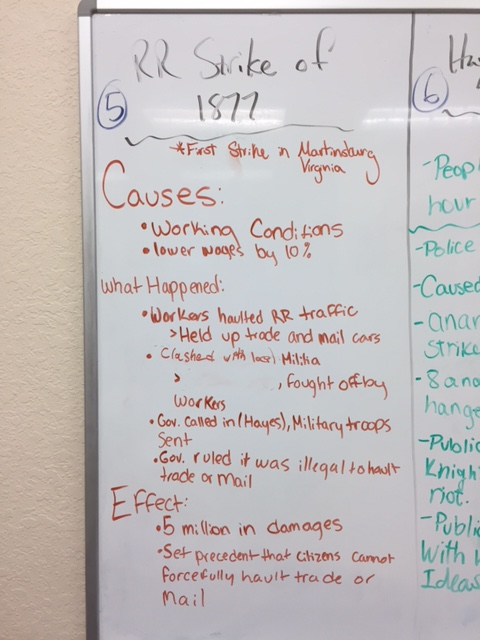 RR Strike of
1877
5
*First Strike in Martinsburg
Virginia
Causes:
• Working Conditions
• lower wages by 10%
What Happened:
• Workers haulted RR traffic
> Held up trade and mail cars
• Clashed with local Militia
> , fought off by
Workers
• Gov. called in (Hayes), Military troops
Sent
• Gov. ruled it was illegal to hault
trade or Mail
Effect:
• 5 million in damages
• Set precedent that citizens cannot
forcefully hault trade or
Mail
6
-Peop
hour
-Police
-Caused
-anar
Strike
-8 ana
hange
-Public
Knigh
riot.
-Public
With
Ideas